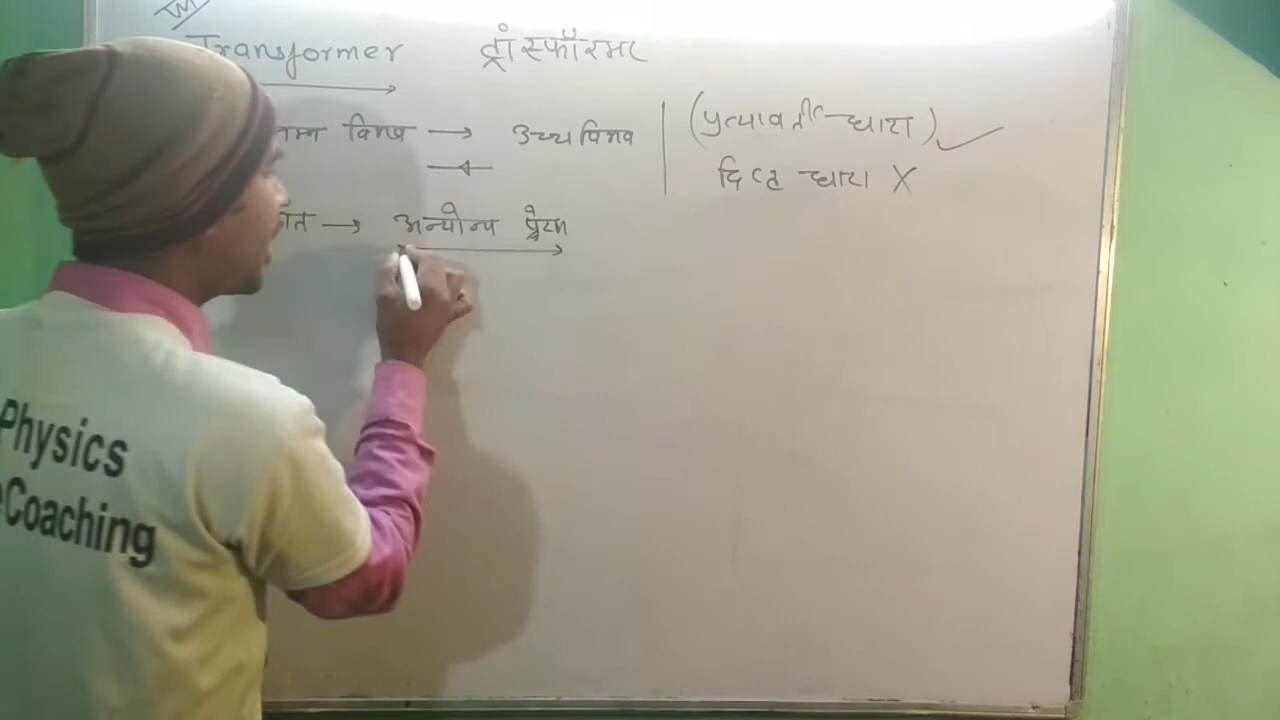 Transformer ट्रांसफॉरमर
निम्न विभव → उच्च विभव (प्रत्यावर्ती धारा) ✓
← दिष्ट धारा X
→ अन्योन्य प्रेरण
Physics
Coaching